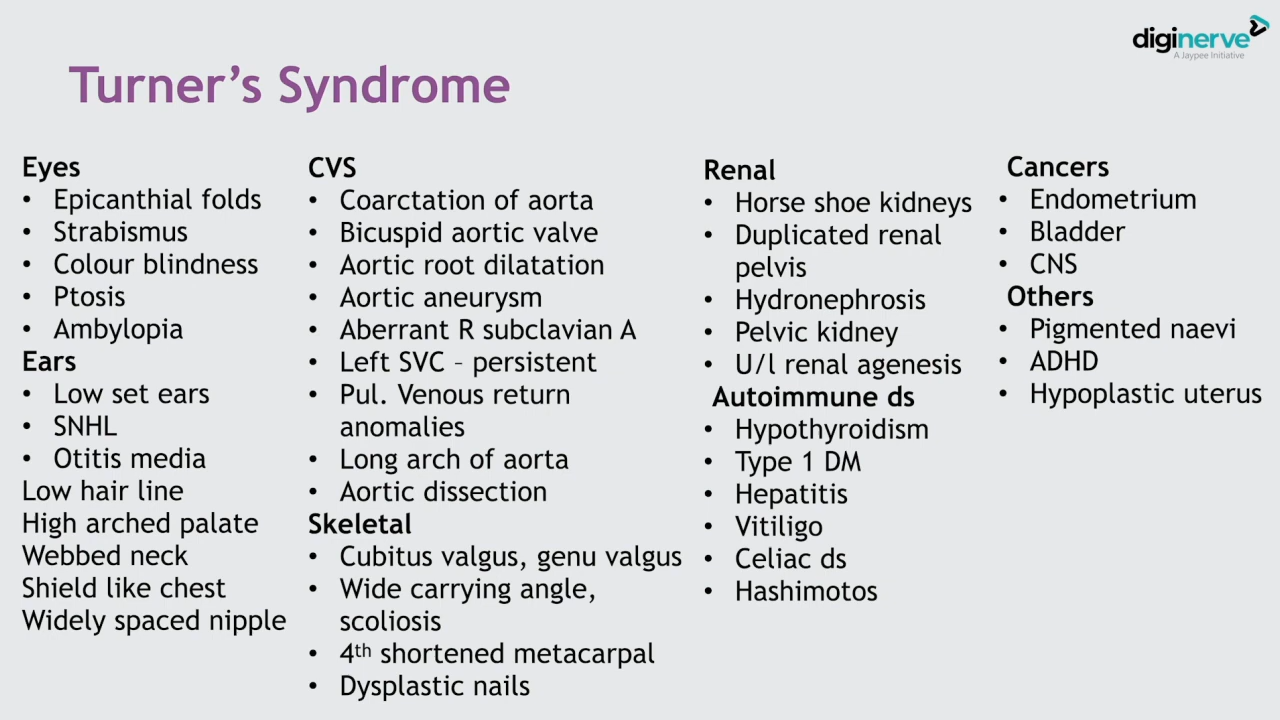 diginerve
A Jaypee Initiative
Turner's Syndrome
Eyes
• Epicanthial folds
• Strabismus
• Colour blindness
• Ptosis
• Ambylopia
Ears
• Low set ears
• SNHL
• Otitis media
Low hair line
High arched palate
Webbed neck
Shield like chest
Widely spaced nipple
CVS
• Coarctation of aorta
• Bicuspid aortic valve
• Aortic root dilatation
• Aortic aneurysm
• Aberrant R subclavian A
• Left SVC – persistent
• Pul. Venous return
anomalies
• Long arch of aorta
• Aortic dissection
Skeletal
• Cubitus valgus, genu valgus
• Wide carrying angle,
scoliosis
• 4th shortened metacarpal
• Dysplastic nails
Renal
• Horse shoe kidneys
• Duplicated renal
pelvis
• Hydronephrosis
• Pelvic kidney
• U/l renal agenesis
Autoimmune ds
• Hypothyroidism
• Type 1 DM
• Hepatitis
• Vitiligo
• Celiac ds
• Hashimotos
Cancers
• Endometrium
• Bladder
• CNS
Others
• Pigmented naevi
• ADHD
• Hypoplastic uterus